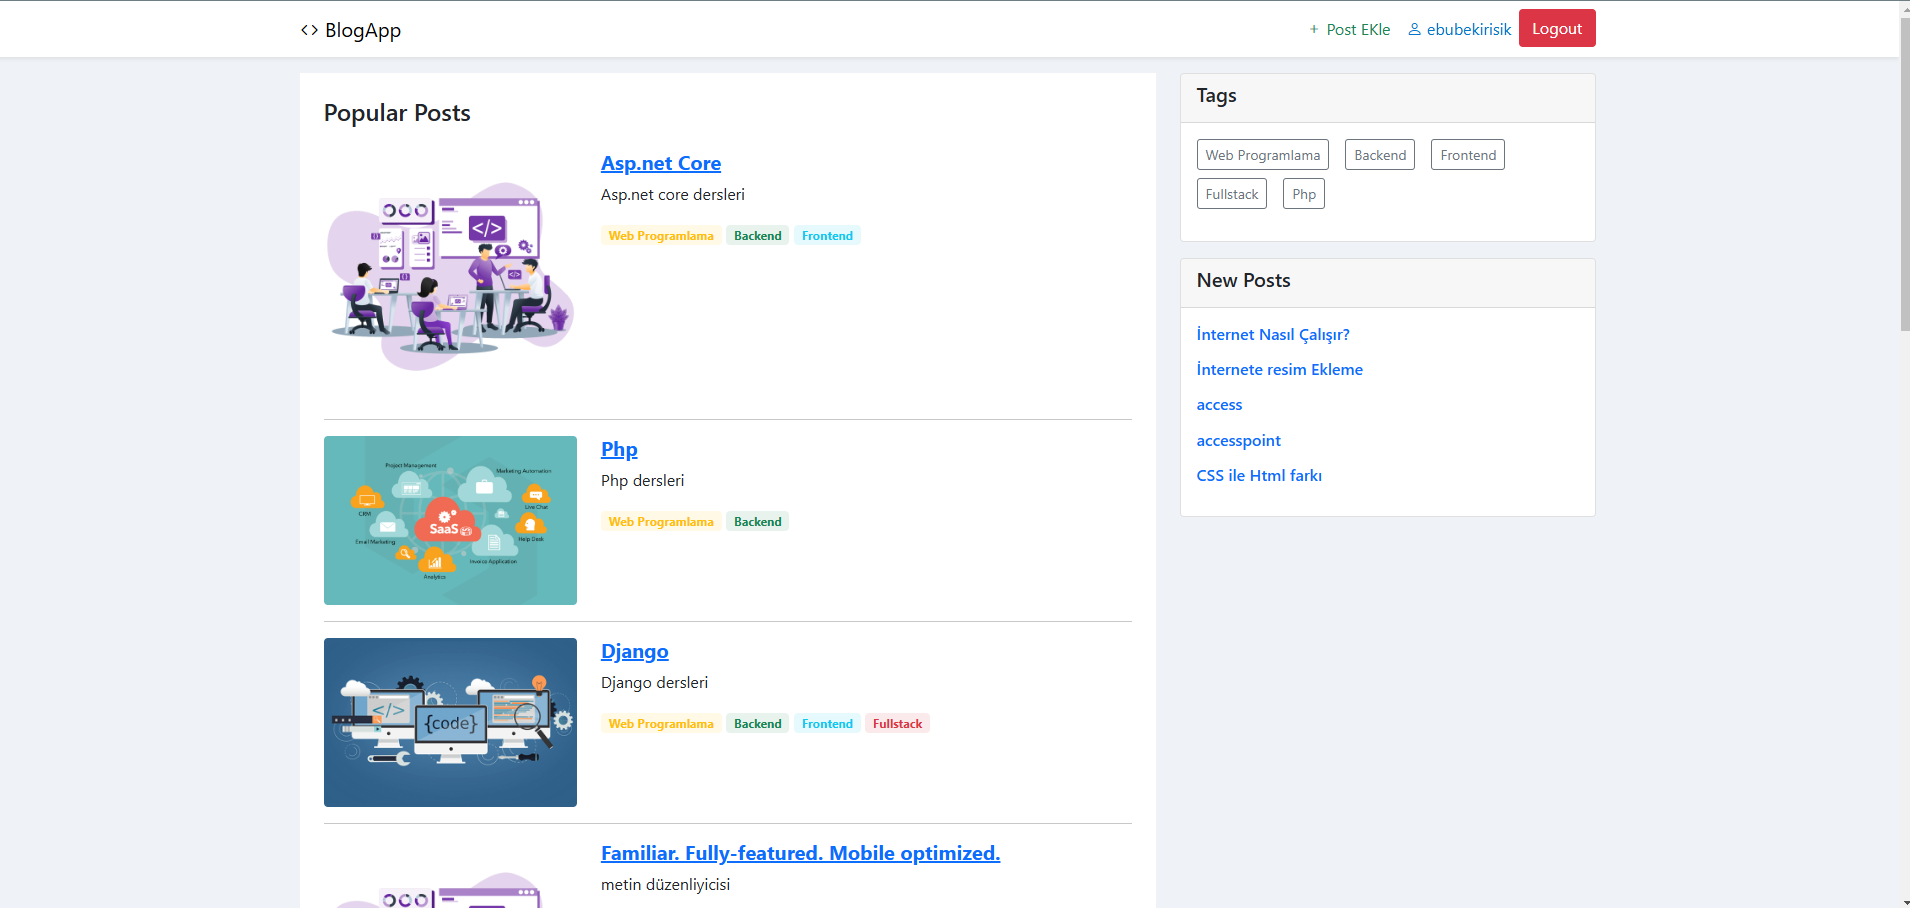 <> BlogApp
+ Post EKle
ebubekirisik
Logout
Popular Posts
Asp.net Core
Asp.net core dersleri
Web Programlama Backend Frontend
</>
Php
Php dersleri
Web Programlama Backend
Project Management
Marketing Automation
CRM
Live Chat
SaaS
Email Marketing
Help Desk
Invoice Application
Analytics
Django
Django dersleri
Web Programlama Backend Frontend Fullstack
</>
{code}
Familiar. Fully-featured. Mobile optimized.
metin düzenliyicisi
Tags
Web Programlama Backend Frontend
Fullstack Php
New Posts
İnternet Nasıl Çalışır?
İnternete resim Ekleme
access
accesspoint
CSS ile Html farkı